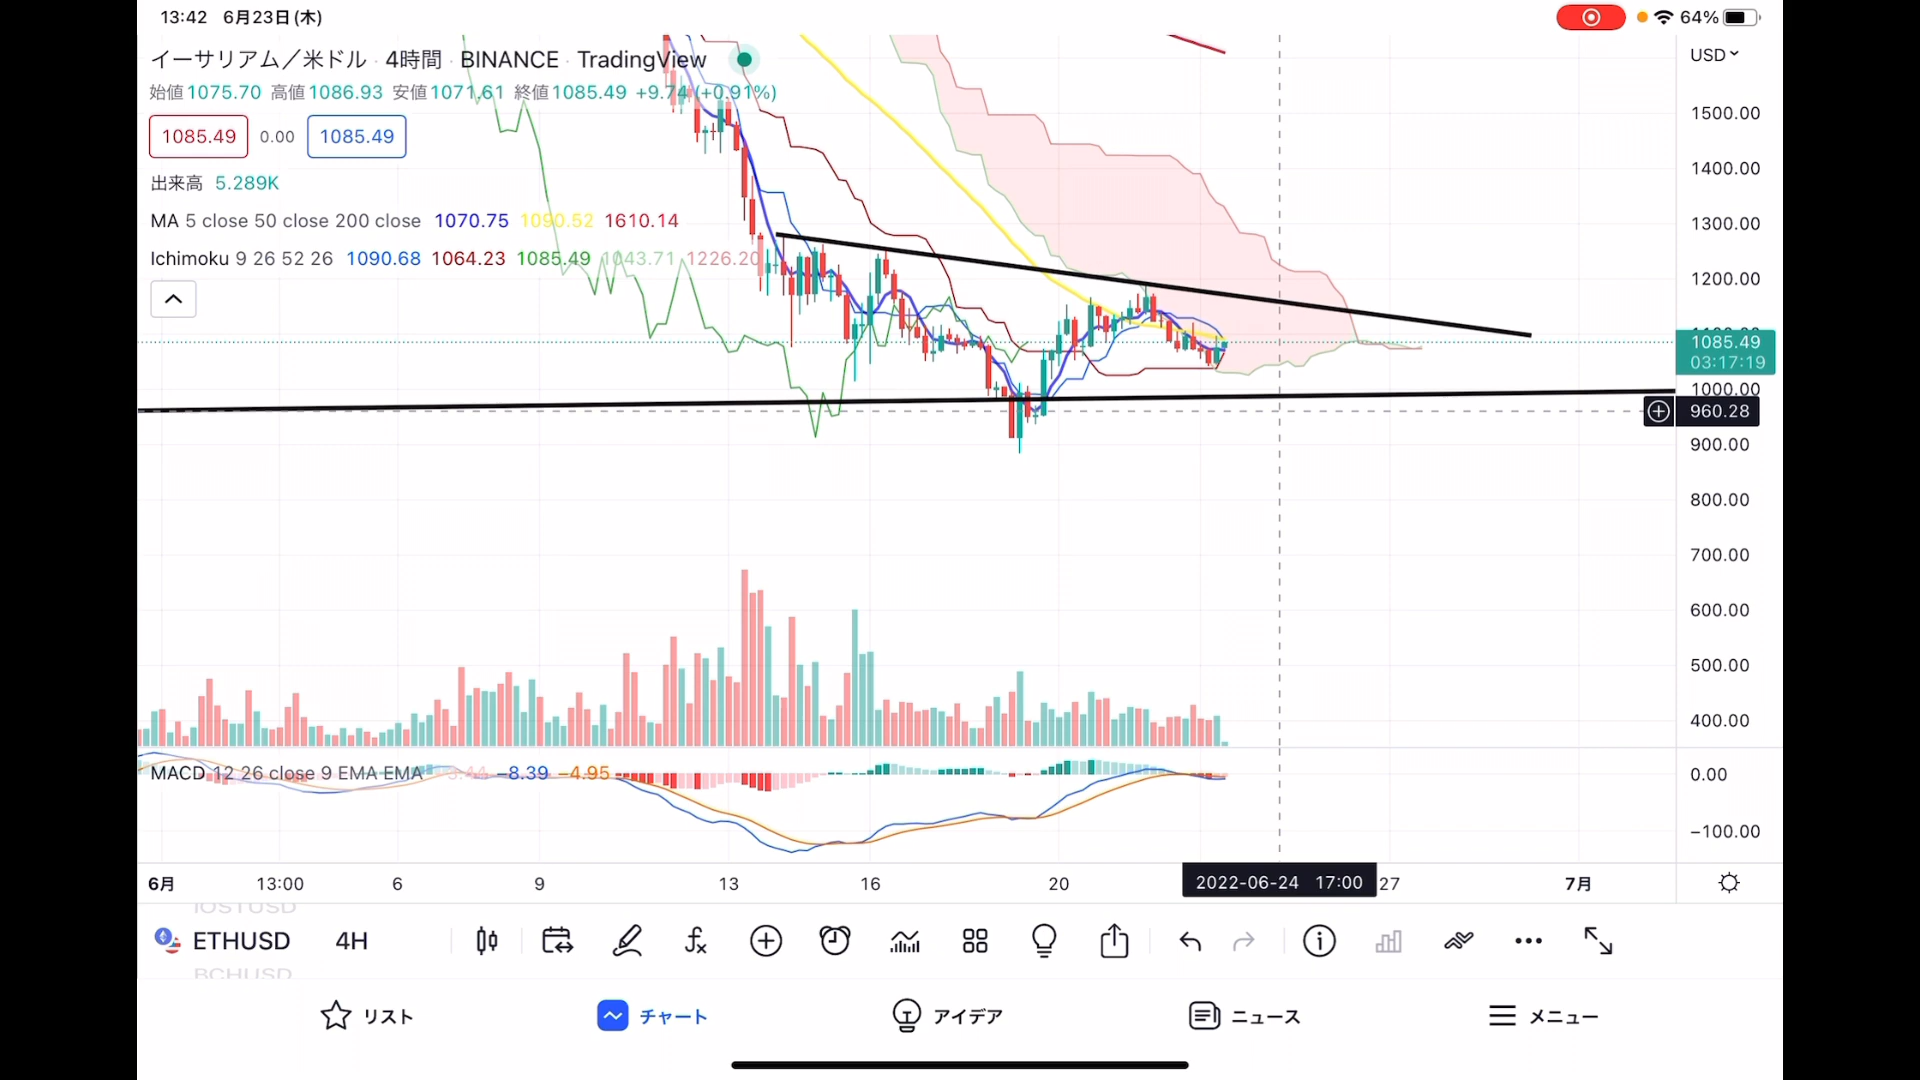 13:42 6月23日(木)
64%
イーサリアム／米ドル · 4時間 · BINANCE · TradingView
USD
始値1075.70 高値1086.93 安値1071.61 終値1085.49 +9.74 (+0.91%)
1085.49 0.00 1085.49
出来高 5.289K
MA 5 close 50 close 200 close 1070.75 1090.52 1610.14
Ichimoku 9 26 52 26 1090.68 1064.23 1085.49 1043.71 1226.20
1500.00
1400.00
1300.00
1200.00
1085.49
03:17:19
1000.00
960.28
900.00
800.00
700.00
600.00
500.00
400.00
MACD 12 26 close 9 EMA EMA −8.39 −4.95
0.00
−100.00
6月 13:00 6 9 13 16 20 2022-06-24 17:00 27 7月
IOSTUSD
ETHUSD 4H
BCHUSD
リスト チャート アイデア ニュース メニュー